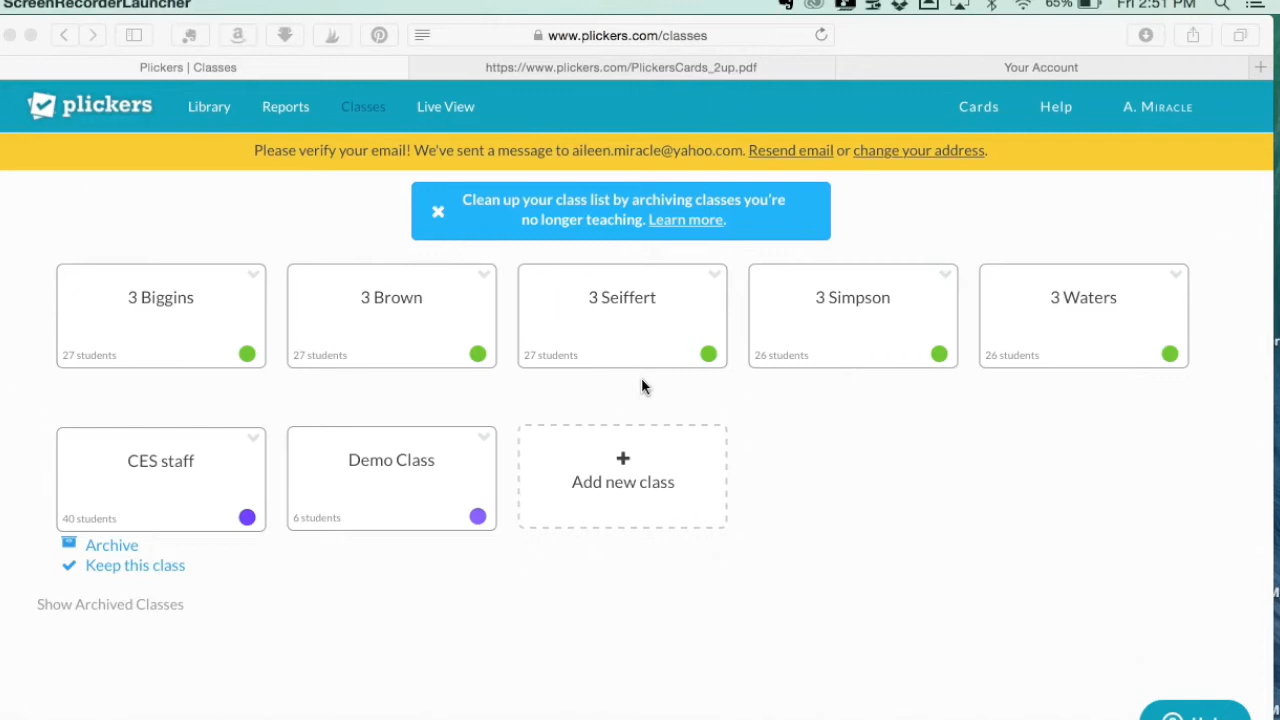 ScreenRecorderLauncher
65%
Fri 2:51 PM
www.plickers.com/classes
Plickers | Classes
https://www.plickers.com/PlickersCards_2up.pdf
Your Account
plickers
Library
Reports
Classes
Live View
Cards
Help
A. Miracle
Please verify your email! We've sent a message to aileen.miracle@yahoo.com. Resend email or change your address.
Clean up your class list by archiving classes you're
no longer teaching. Learn more.
3 Biggins
3 Brown
3 Seiffert
3 Simpson
3 Waters
27 students
27 students
27 students
26 students
26 students
CES staff
Demo Class
Add new class
40 students
6 students
Archive
Keep this class
Show Archived Classes